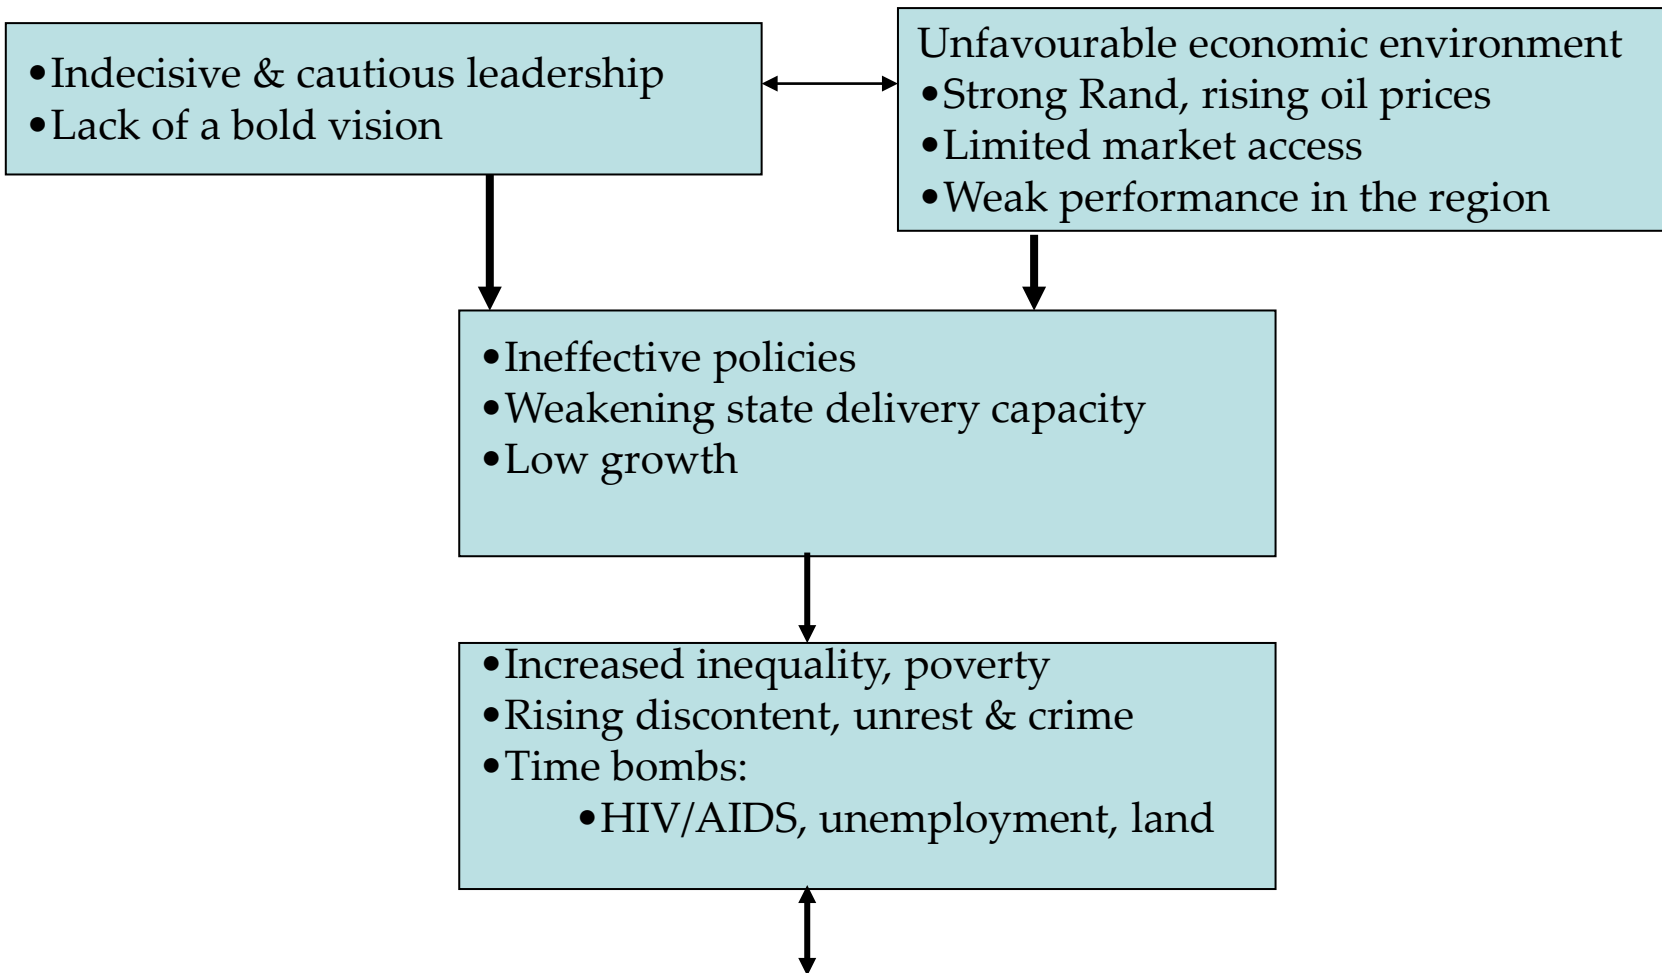 •Indecisive & cautious leadership
•Lack of a bold vision
Unfavourable economic environment
•Strong Rand, rising oil prices
•Limited market access
•Weak performance in the region
•Ineffective policies
•Weakening state delivery capacity
•Low growth
•Increased inequality, poverty
•Rising discontent, unrest & crime
•Time bombs:
•HIV/AIDS, unemployment, land